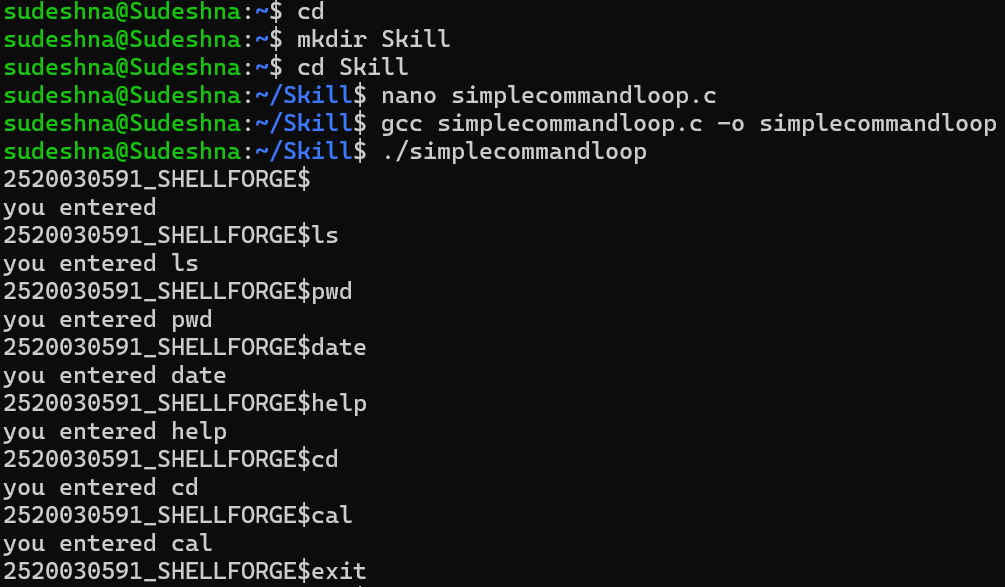 sudeshna@Sudeshna:~$ cd
sudeshna@Sudeshna:~$ mkdir Skill
sudeshna@Sudeshna:~$ cd Skill
sudeshna@Sudeshna:~/Skill$ nano simplecommandloop.c
sudeshna@Sudeshna:~/Skill$ gcc simplecommandloop.c -o simplecommandloop
sudeshna@Sudeshna:~/Skill$ ./simplecommandloop
2520030591_SHELLFORGE$
you entered
2520030591_SHELLFORGE$ls
you entered ls
2520030591_SHELLFORGE$pwd
you entered pwd
2520030591_SHELLFORGE$date
you entered date
2520030591_SHELLFORGE$help
you entered help
2520030591_SHELLFORGE$cd
you entered cd
2520030591_SHELLFORGE$cal
you entered cal
2520030591_SHELLFORGE$exit